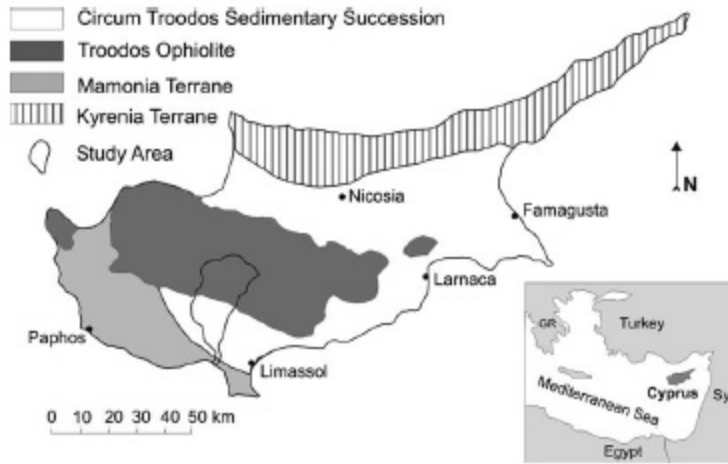 Circum Troodos Sedimentary Succession
Troodos Ophiolite
Mamonia Terrane
Kyrenia Terrane
Study Area
N
Nicosia
Famagusta
Larnaca
Paphos
Limassol
0 10 20 30 40 50 km
GR
Turkey
Mediterranean Sea
Cyprus
Sy
Egypt